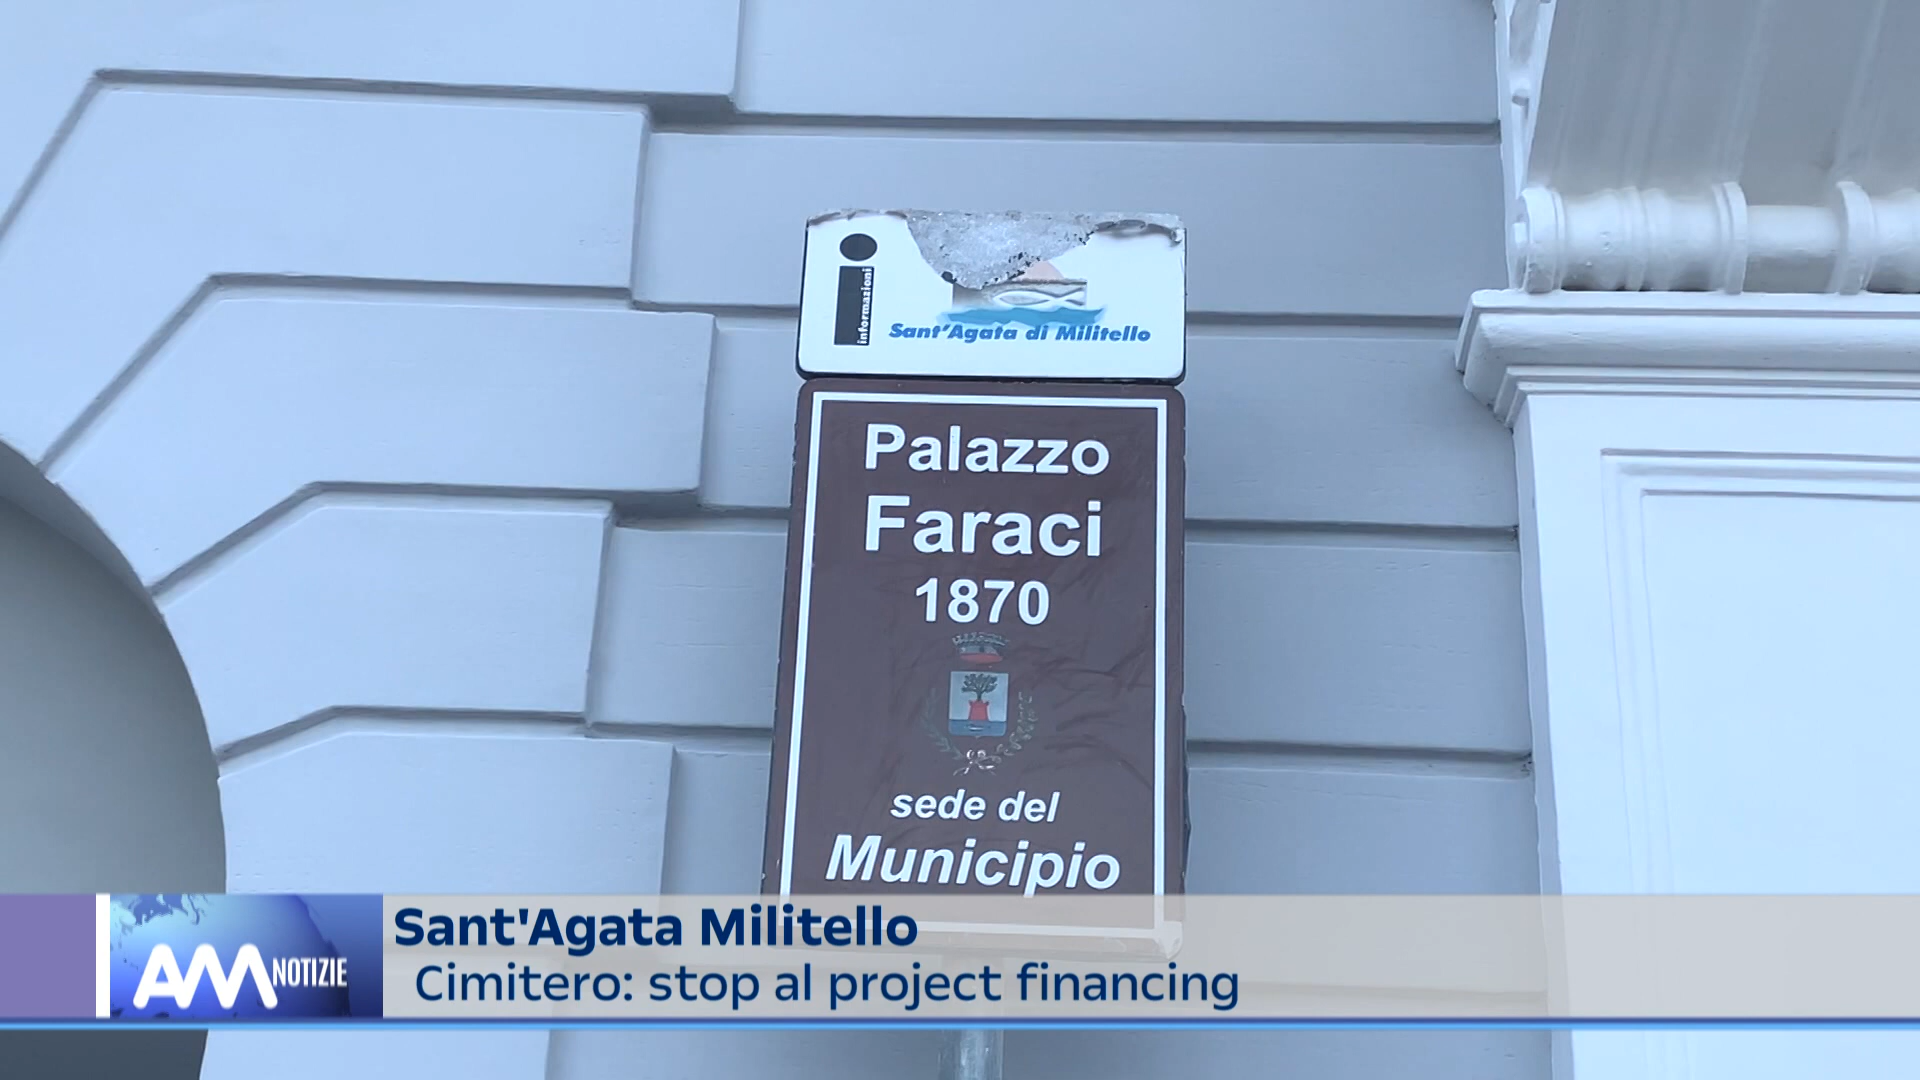 informazioni
Sant'Agata di Militello
Palazzo
Faraci
1870
sede del
Municipio
AM NOTIZIE
Sant'Agata Militello
Cimitero: stop al project financing